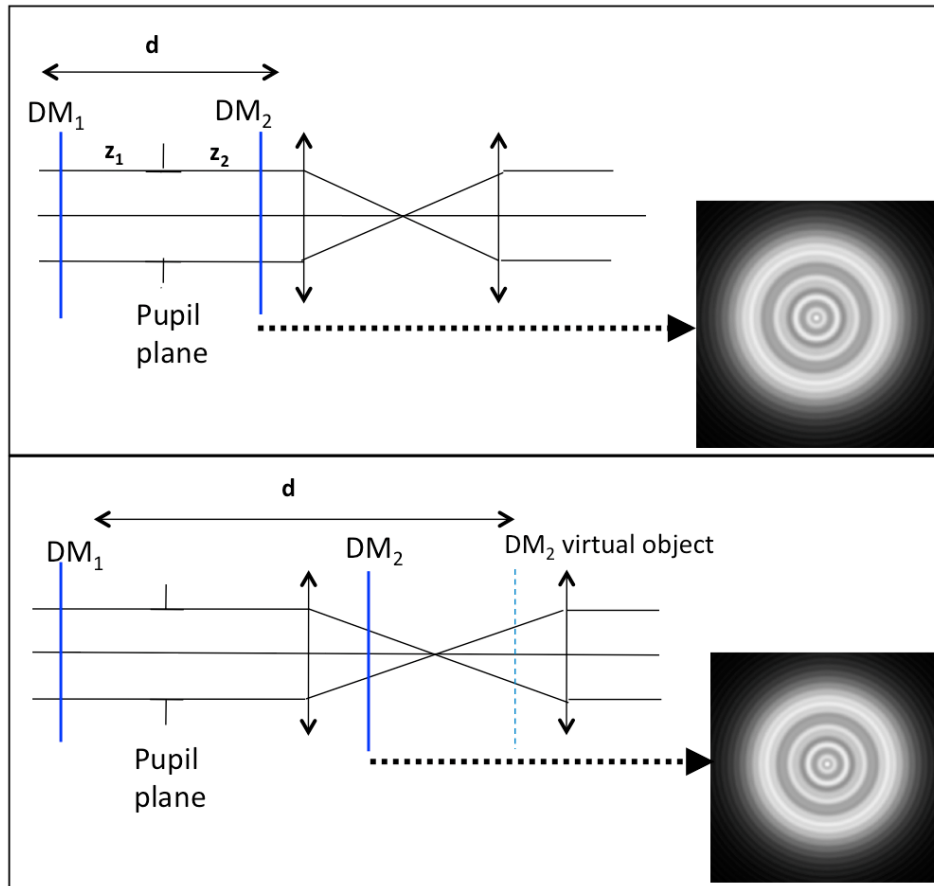 d
DM₁
DM₂
z₁
z₂
Pupil
plane
d
DM₁
DM₂
DM₂ virtual object
Pupil
plane